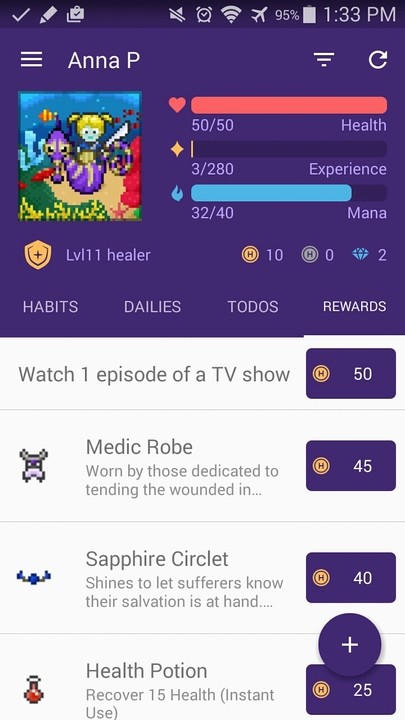 95% 1:33 PM
Anna P
50/50 Health
3/280 Experience
32/40 Mana
Lvl11 healer H 10 H 0 2
HABITS DAILIES TODOS REWARDS
Watch 1 episode of a TV show H 50
Medic Robe
Worn by those dedicated to
tending the wounded in...
H 45
Sapphire Circlet
Shines to let sufferers know
their salvation is at hand....
H 40
+
Health Potion
Recover 15 Health (Instant
Use)
H 25